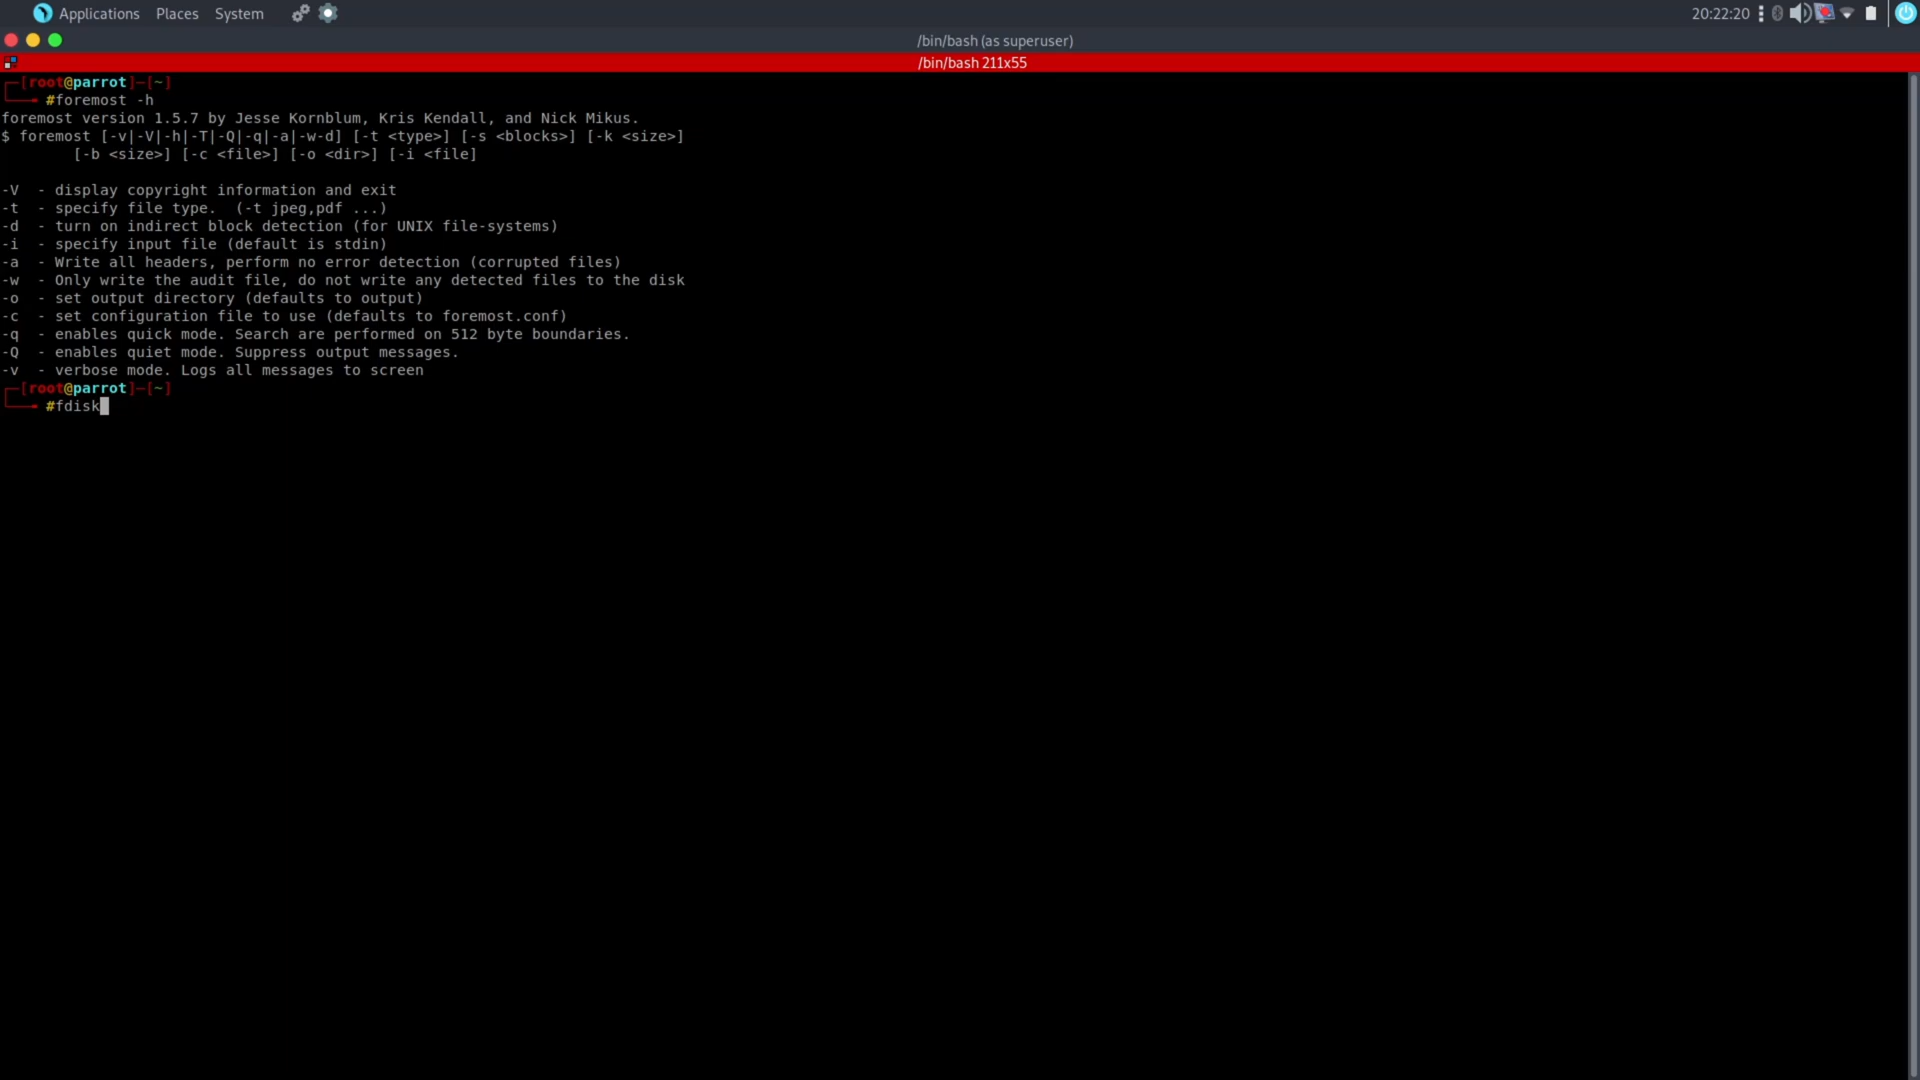 Applications Places System 20:22:20
/bin/bash (as superuser)
/bin/bash 211x55
[root@parrot]-[~]
#foremost -h
foremost version 1.5.7 by Jesse Kornblum, Kris Kendall, and Nick Mikus.
$ foremost [-v|-V|-h|-T|-Q|-q|-a|-w-d] [-t <type>] [-s <blocks>] [-k <size>]
[-b <size>] [-c <file>] [-o <dir>] [-i <file]
-V - display copyright information and exit
-t - specify file type. (-t jpeg,pdf ...)
-d - turn on indirect block detection (for UNIX file-systems)
-i - specify input file (default is stdin)
-a - Write all headers, perform no error detection (corrupted files)
-w - Only write the audit file, do not write any detected files to the disk
-o - set output directory (defaults to output)
-c - set configuration file to use (defaults to foremost.conf)
-q - enables quick mode. Search are performed on 512 byte boundaries.
-Q - enables quiet mode. Suppress output messages.
-v - verbose mode. Logs all messages to screen
[root@parrot]-[~]
#fdisk